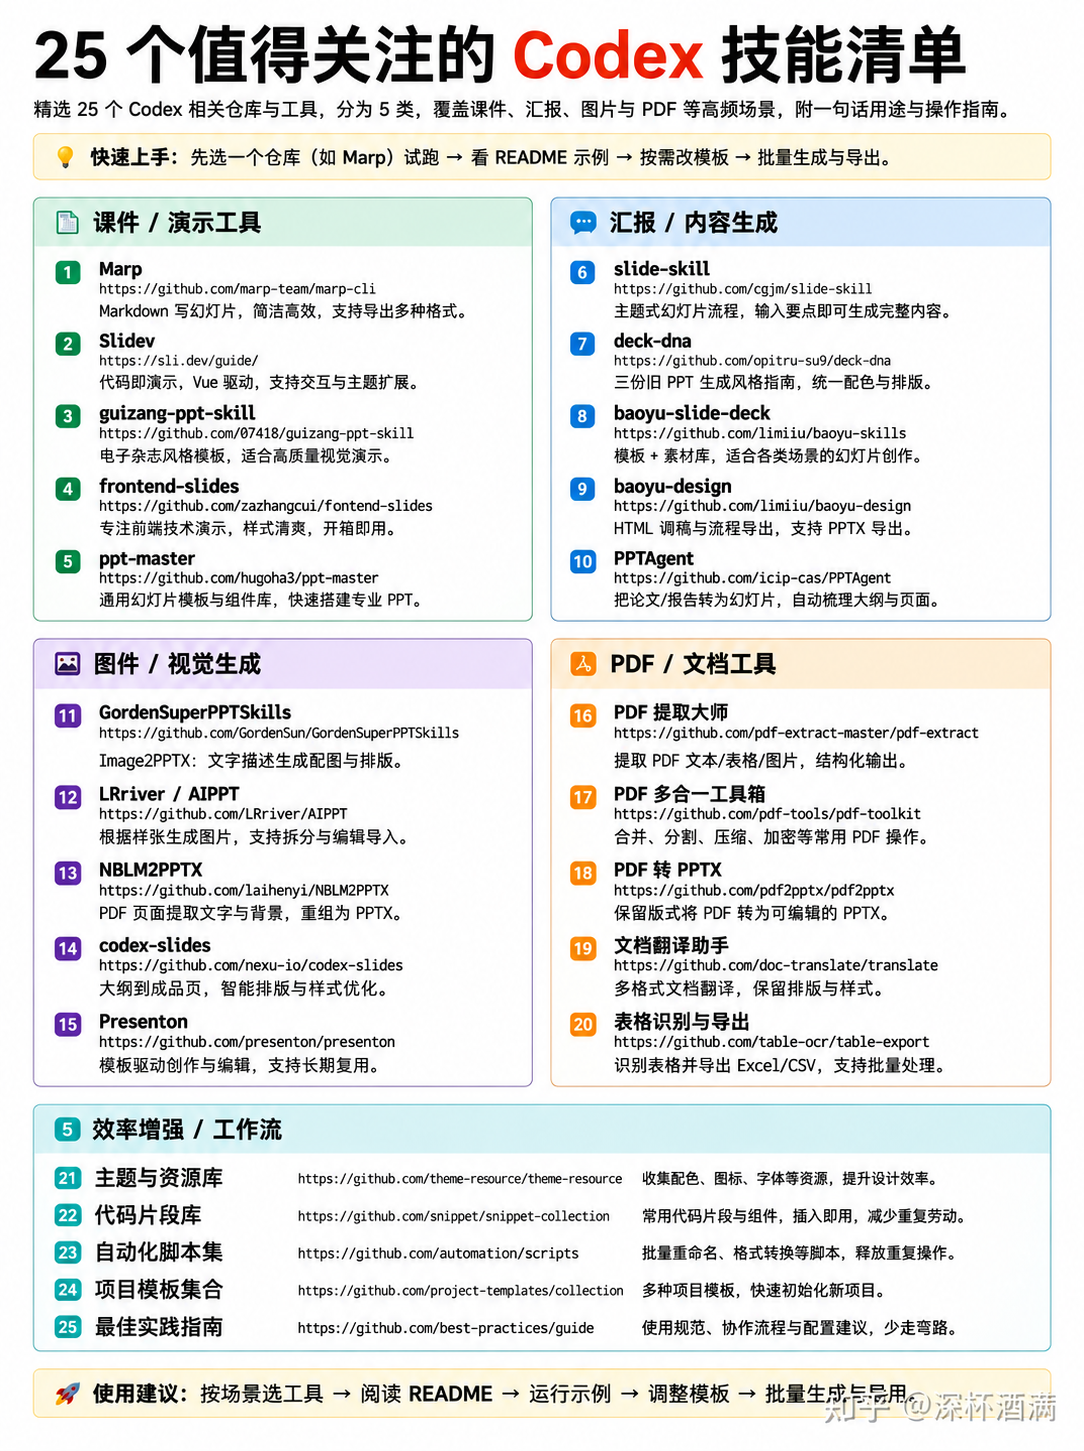 25 个值得关注的 Codex 技能清单
精选 25 个 Codex 相关仓库与工具，分为 5 类，覆盖课件、汇报、图片与 PDF 等高频场景，附一句话用途与操作指南。
快速上手：先选一个仓库（如 Marp）试跑 → 看 README 示例 → 按需改模板 → 批量生成与导出。
课件 / 演示工具
1 Marp
https://github.com/marp-team/marp-cli
Markdown 写幻灯片，简洁高效，支持导出多种格式。
2 Slidev
https://sli.dev/guide/
代码即演示，Vue 驱动，支持交互与主题扩展。
3 guizang-ppt-skill
https://github.com/07418/guizang-ppt-skill
电子杂志风格模板，适合高质量视觉演示。
4 frontend-slides
https://github.com/zazhangcui/fontend-slides
专注前端技术演示，样式清爽，开箱即用。
5 ppt-master
https://github.com/hugoha3/ppt-master
通用幻灯片模板与组件库，快速搭建专业 PPT。
汇报 / 内容生成
6 slide-skill
https://github.com/cgjm/slide-skill
主题式幻灯片流程，输入要点即可生成完整内容。
7 deck-dna
https://github.com/opitru-su9/deck-dna
三份旧 PPT 生成风格指南，统一配色与排版。
8 baoyu-slide-deck
https://github.com/limiiu/baoyu-skills
模板 + 素材库，适合各类场景的幻灯片创作。
9 baoyu-design
https://github.com/limiiu/baoyu-design
HTML 调稿与流程导出，支持 PPTX 导出。
10 PPTAgent
https://github.com/icip-cas/PPTAgent
把论文/报告转为幻灯片，自动梳理大纲与页面。
图件 / 视觉生成
11 GordenSuperPPTSkills
https://github.com/GordenSun/GordenSuperPPTSkills
Image2PPTX：文字描述生成配图与排版。
12 LRriver / AIPPT
https://github.com/LRriver/AIPPT
根据样张生成图片，支持拆分与编辑导入。
13 NBLM2PPTX
https://github.com/laihenyi/NBLM2PPTX
PDF 页面提取文字与背景，重组为 PPTX。
14 codex-slides
https://github.com/nexu-io/codex-slides
大纲到成品页，智能排版与样式优化。
15 Presenton
https://github.com/presenton/presenton
模板驱动创作与编辑，支持长期复用。
PDF / 文档工具
16 PDF 提取大师
https://github.com/pdf-extract-master/pdf-extract
提取 PDF 文本/表格/图片，结构化输出。
17 PDF 多合一工具箱
https://github.com/pdf-tools/pdf-toolkit
合并、分割、压缩、加密等常用 PDF 操作。
18 PDF 转 PPTX
https://github.com/pdf2pptx/pdf2pptx
保留版式将 PDF 转为可编辑的 PPTX。
19 文档翻译助手
https://github.com/doc-translate/translate
多格式文档翻译，保留排版与样式。
20 表格识别与导出
https://github.com/table-ocr/table-export
识别表格并导出 Excel/CSV，支持批量处理。
5 效率增强 / 工作流
21 主题与资源库 https://github.com/theme-resource/theme-resource 收集配色、图标、字体等资源，提升设计效率。
22 代码片段库 https://github.com/snippet/snippet-collection 常用代码片段与组件，插入即用，减少重复劳动。
23 自动化脚本集 https://github.com/automation/scripts 批量重命名、格式转换等脚本，释放重复操作。
24 项目模板集合 https://github.com/project-templates/collection 多种项目模板，快速初始化新项目。
25 最佳实践指南 https://github.com/best-practices/guide 使用规范、协作流程与配置建议，少走弯路。
使用建议：按场景选工具 → 阅读 README → 运行示例 → 调整模板 → 批量生成与导用。
知乎 @深杯酒满